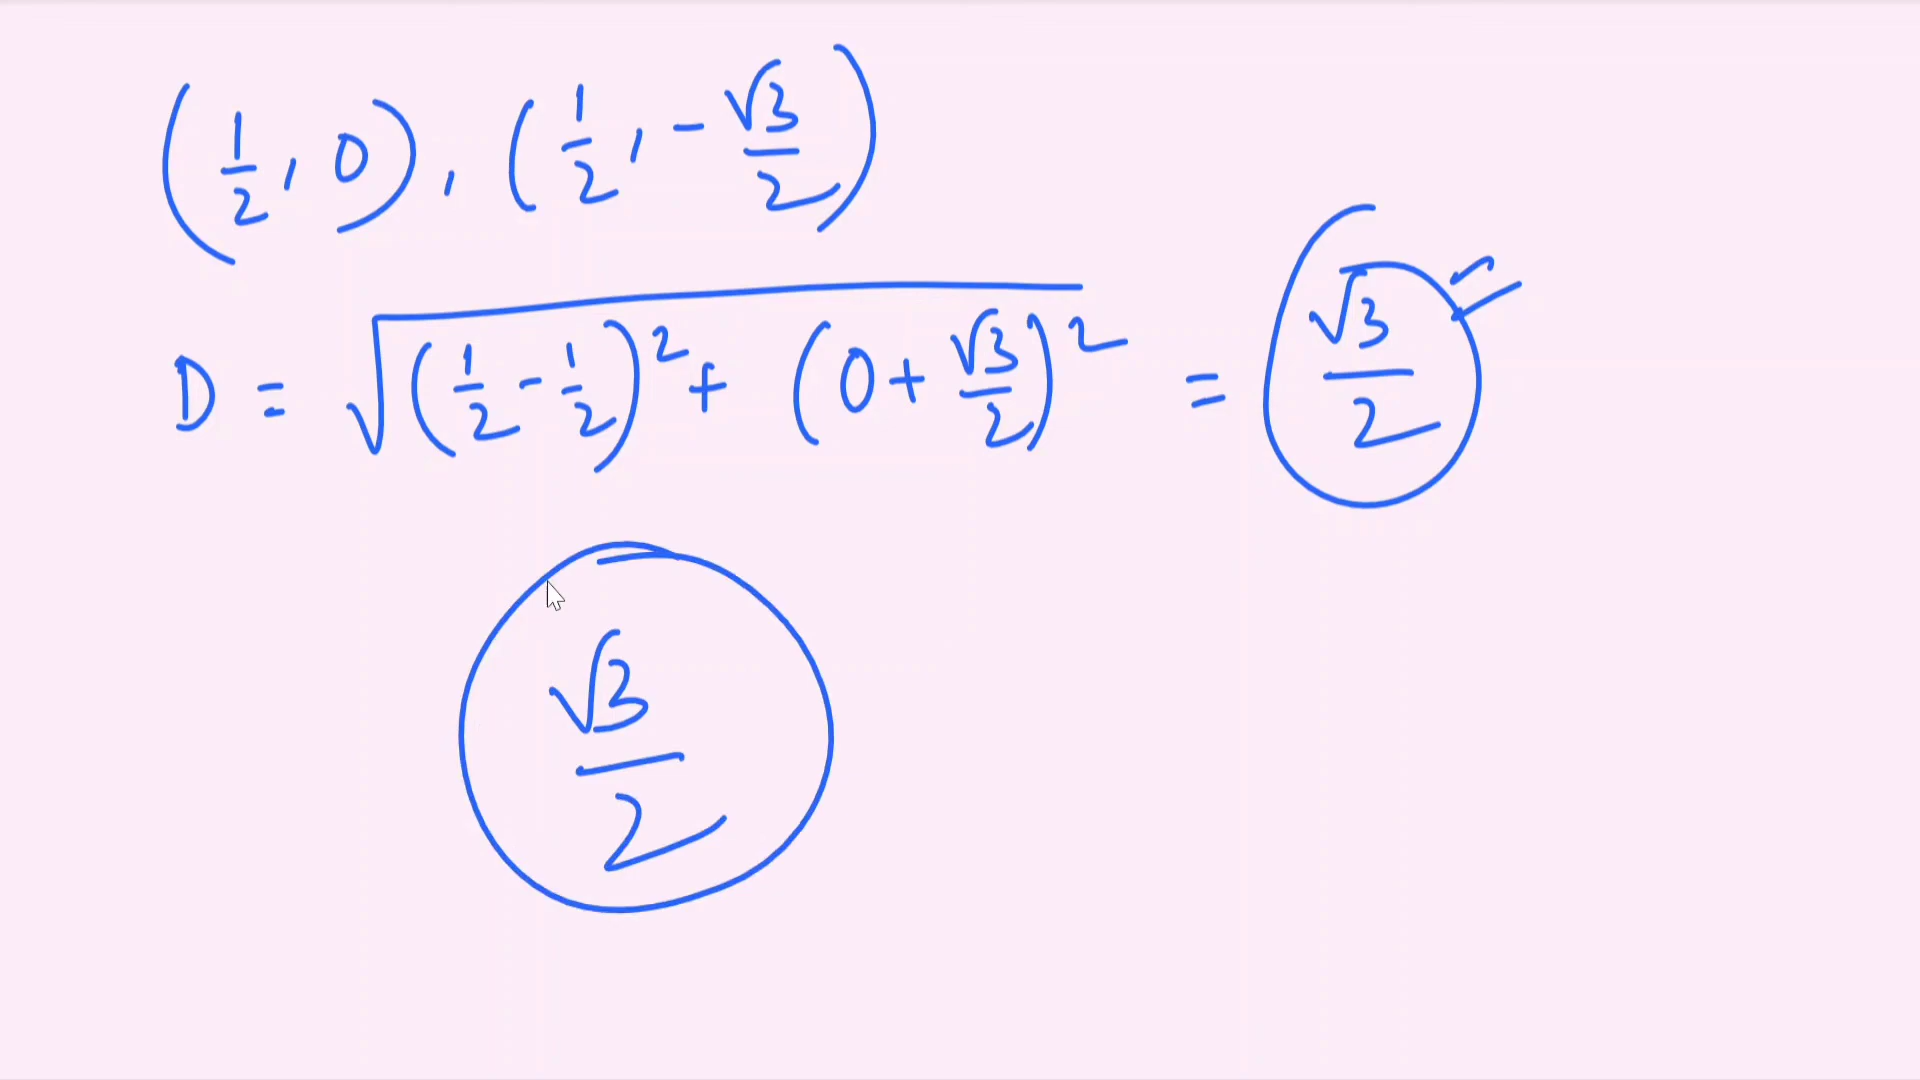 (1/2, 0), (1/2, -√3/2)
D = √((1/2 - 1/2)² + (0 + √3/2)²) = √3/2
√3/2